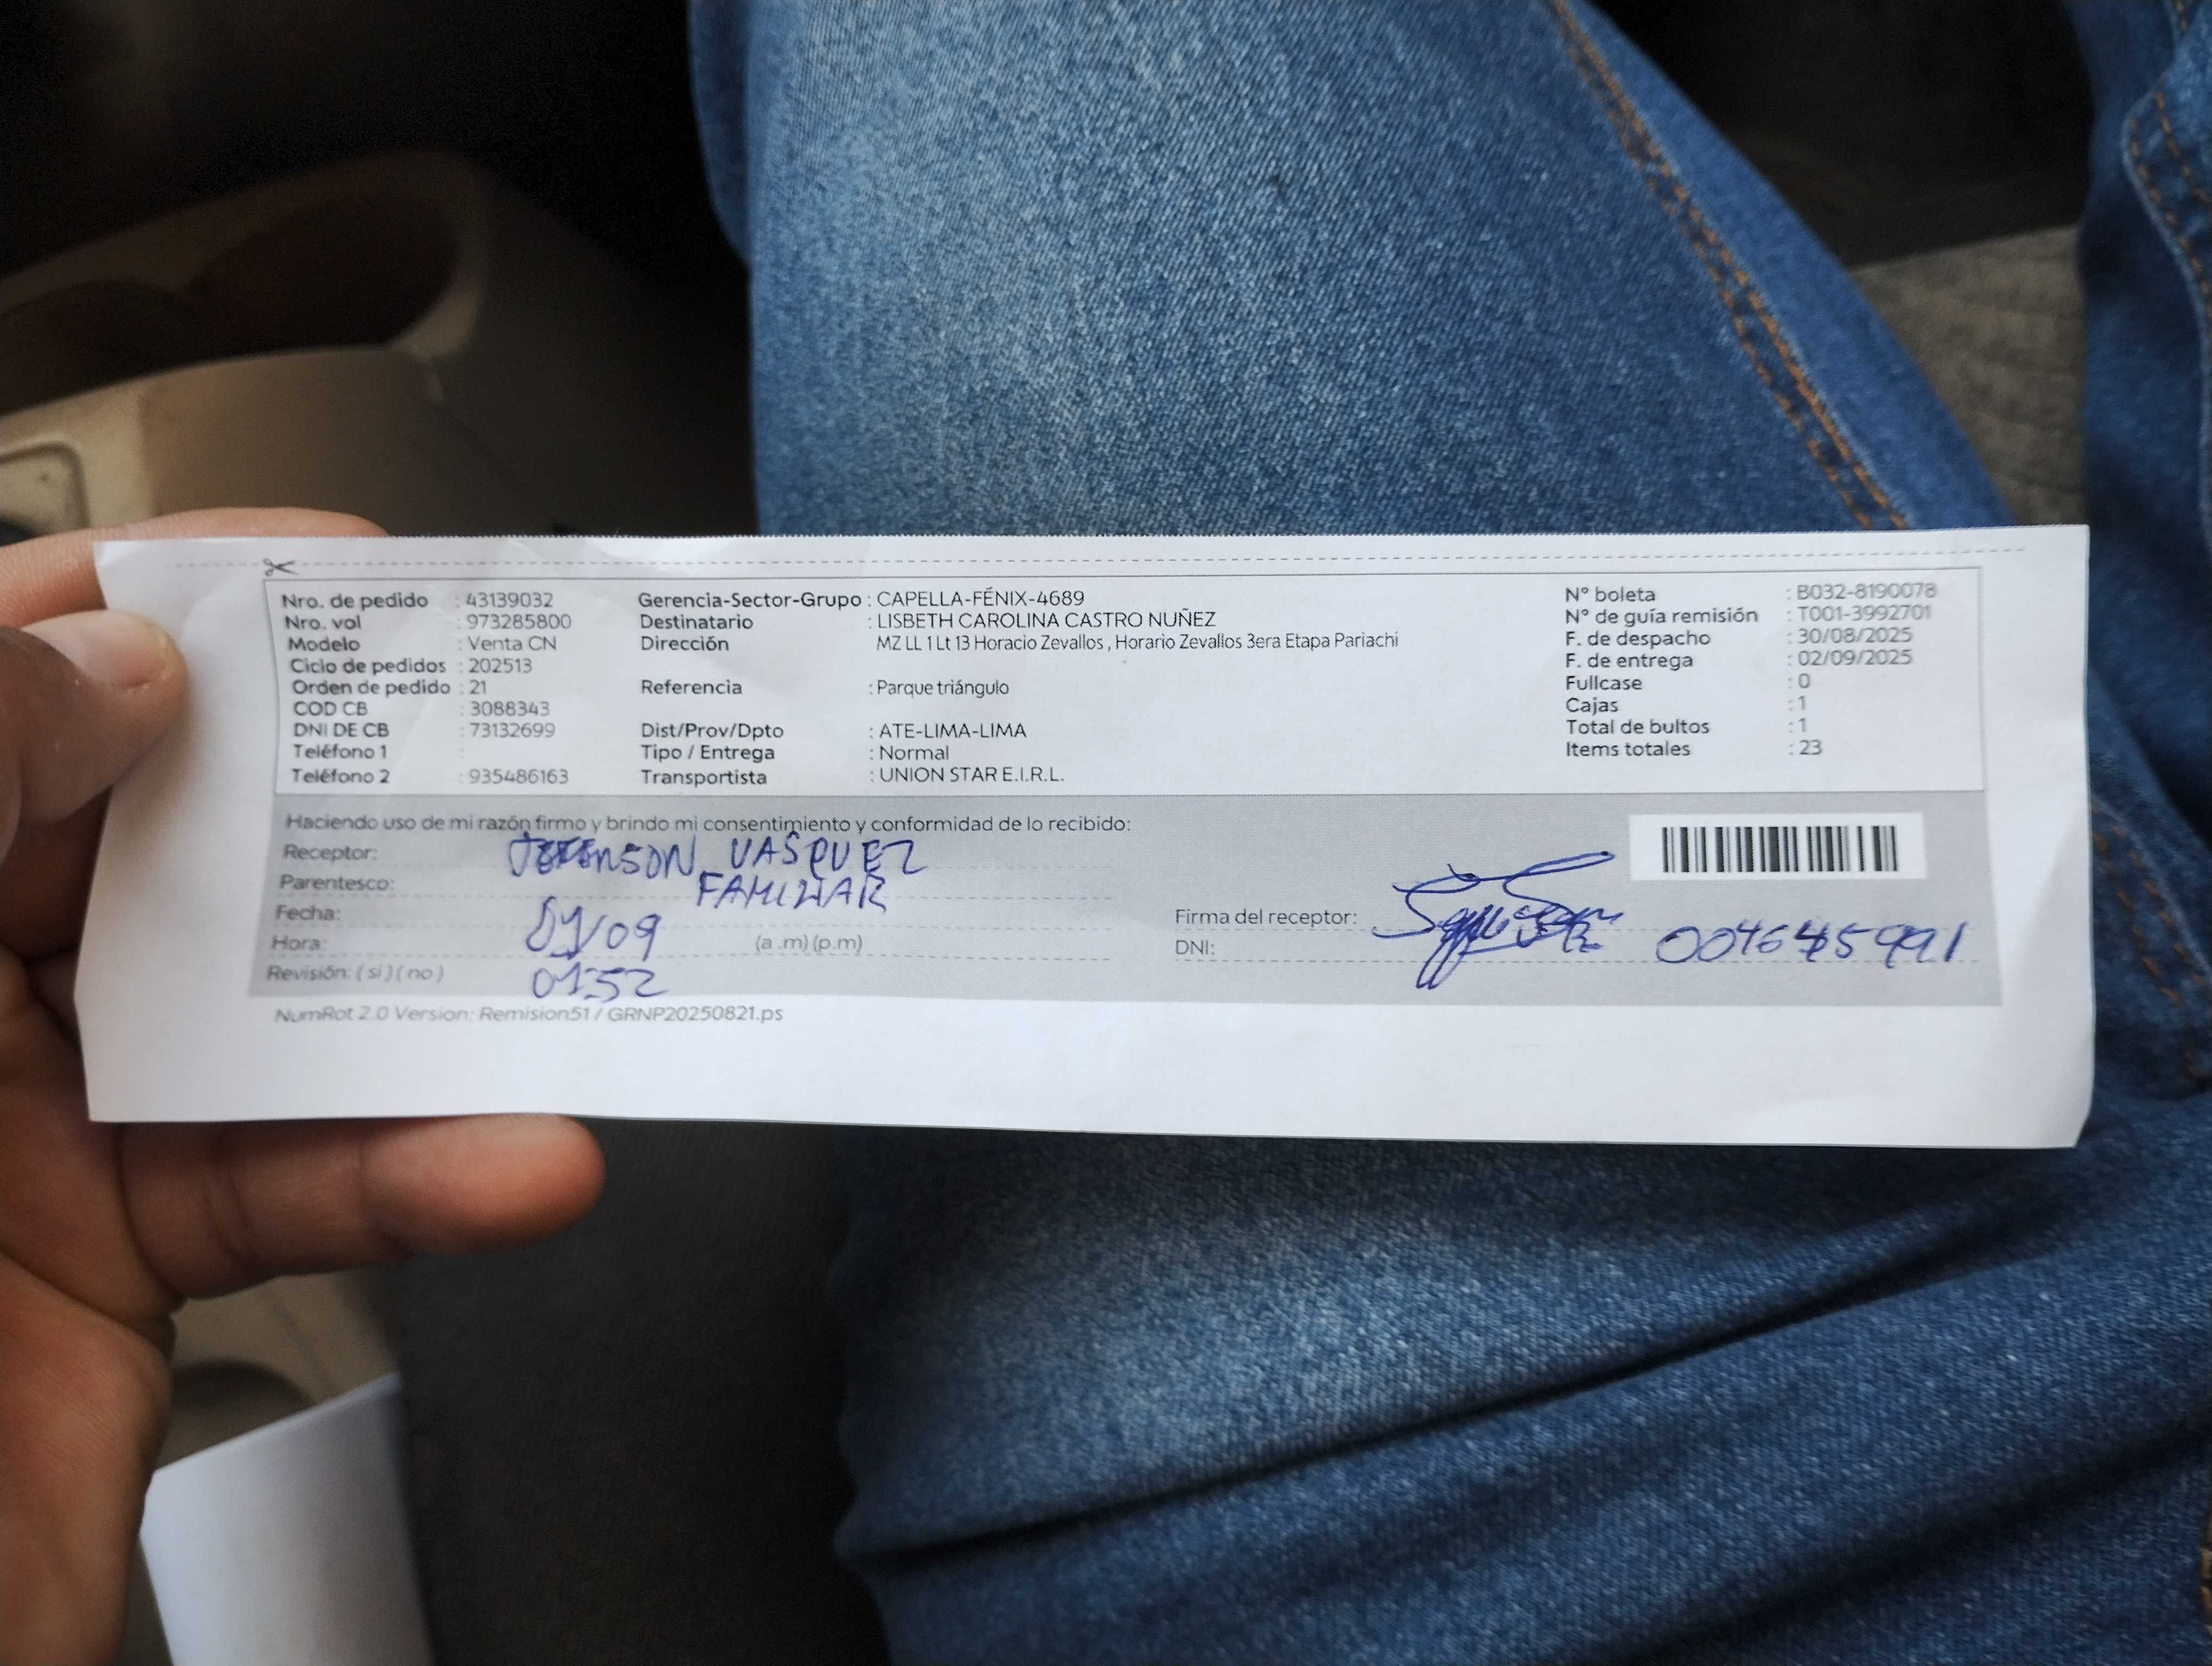 Nro. de pedido : 43139032 Gerencia-Sector-Grupo : CAPELLA-FÉNIX-4689 N° boleta : B032-8190078
Nro. vol : 973285800 Destinatario : LISBETH CAROLINA CASTRO NUÑEZ N° de guía remisión : T001-3992701
Modelo : Venta CN Dirección MZ LL 1 Lt 13 Horacio Zevallos , Horario Zevallos 3era Etapa Pariachi F. de despacho : 30/08/2025
Ciclo de pedidos : 202513 F. de entrega : 02/09/2025
Orden de pedido : 21 Referencia : Parque triángulo Fullcase : 0
COD CB : 3088343 Cajas : 1
DNI DE CB : 73132699 Dist/Prov/Dpto : ATE-LIMA-LIMA Total de bultos : 1
Teléfono 1 : Tipo / Entrega : Normal Items totales : 23
Teléfono 2 : 935486163 Transportista : UNION STAR E.I.R.L.
Haciendo uso de mi razón firmo y brindo mi consentimiento y conformidad de lo recibido:
Receptor: VASQUEZ
Parentesco: FAMILIAR
Fecha: /09 Firma del receptor:
Hora: (a .m) (p.m) DNI:
Revisión: ( si ) ( no )
NumRot 2.0 Version: Remision51 / GRNP20250821.ps